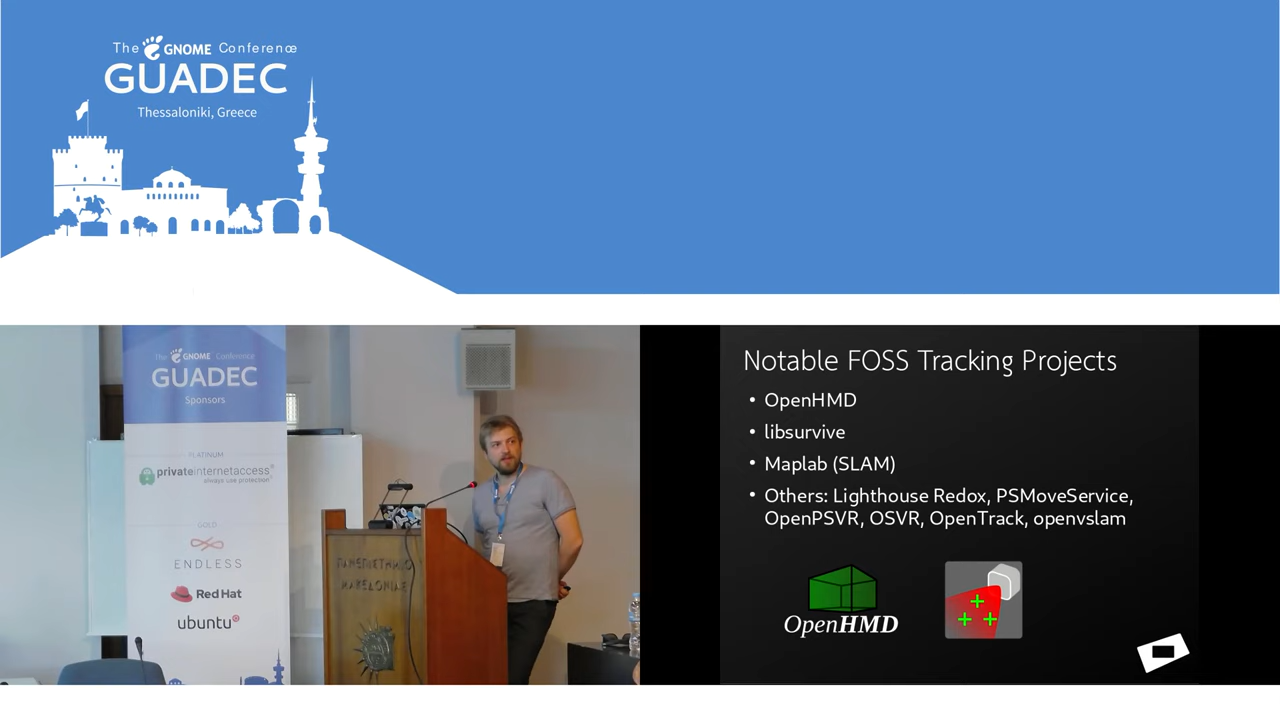 The GNOME Conference
GUADEC
Thessaloniki, Greece
The GNOME Conference
GUADEC
Sponsors
PLATINUM
privateinternetaccess®
always use protection®
GOLD
ENDLESS
Red Hat
ubuntu®
ΠΑΝΕΠΙΣΤΗΜΙΟ
ΜΑΚΕΔΟΝΙΑΣ
Notable FOSS Tracking Projects
• OpenHMD
• libsurvive
• Maplab (SLAM)
• Others: Lighthouse Redox, PSMoveService,
OpenPSVR, OSVR, OpenTrack, openvslam
OpenHMD